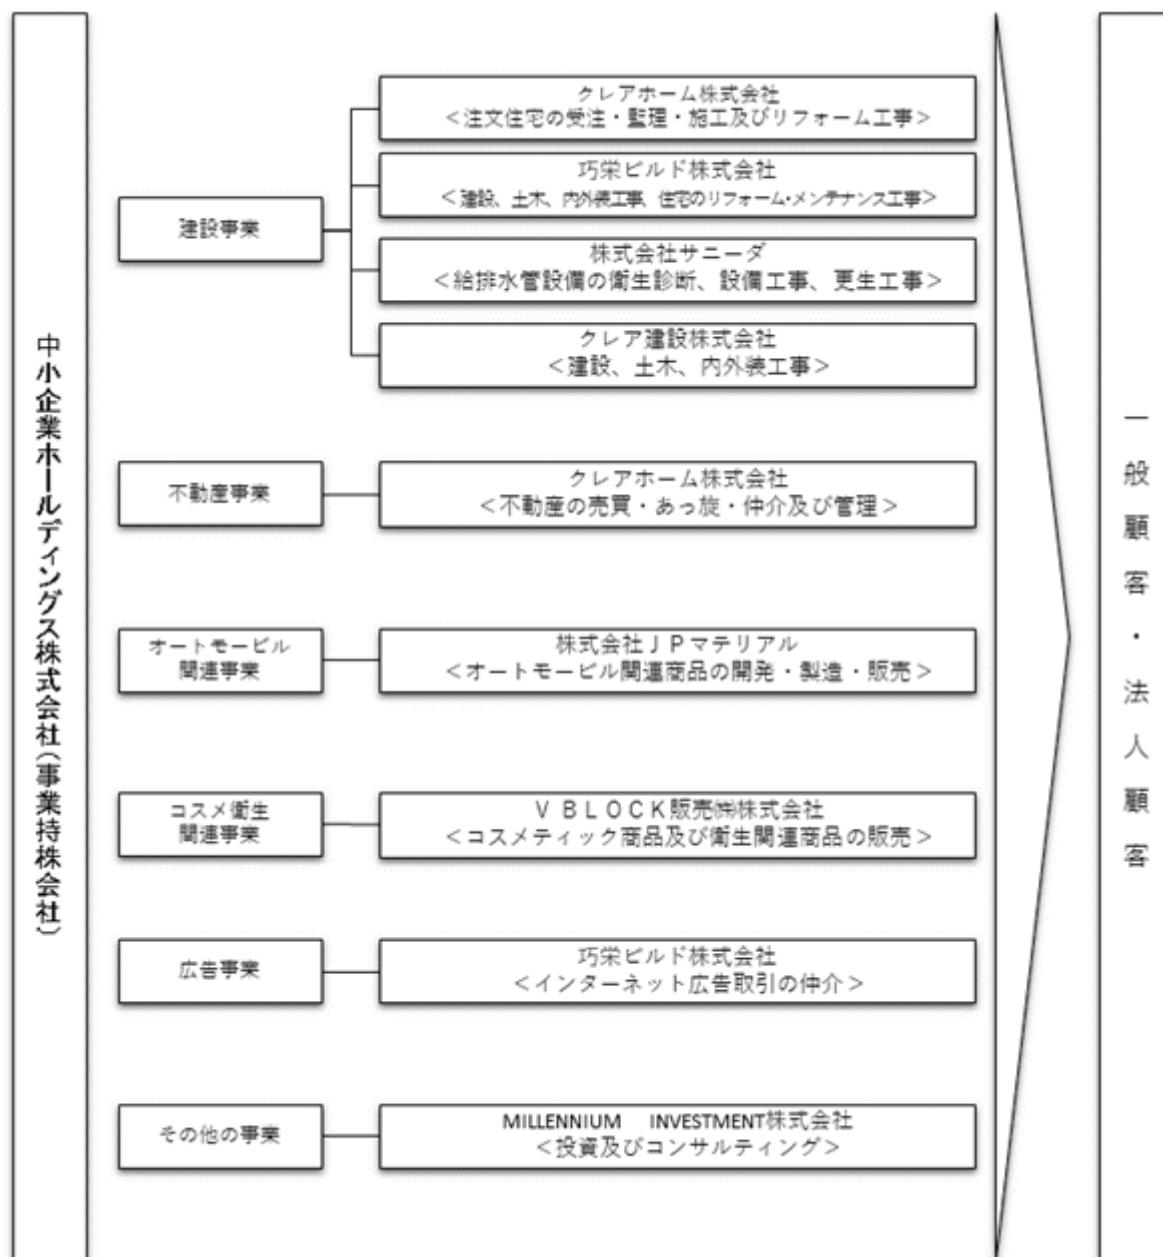 中小企業ホールディングス株式会社(事業持株会社)
建設事業
クレアホーム株式会社
＜注文住宅の受注・監理・施工及びリフォーム工事＞
巧栄ビルド株式会社
＜建設、土木、内外装工事、住宅のリフォーム・メンテナンス工事＞
株式会社サニーダ
＜給排水管設備の衛生診断、設備工事、更生工事＞
クレア建設株式会社
＜建設、土木、内外装工事＞
不動産事業
クレアホーム株式会社
＜不動産の売買・あっ旋・仲介及び管理＞
オートモービル
関連事業
株式会社ＪＰマテリアル
＜オートモービル関連商品の開発・製造・販売＞
コスメ衛生
関連事業
Ｖ ＢＬＯＣＫ販売㈱株式会社
＜コスメティック商品及び衛生関連商品の販売＞
広告事業
巧栄ビルド株式会社
＜インターネット広告取引の仲介＞
その他の事業
MILLENNIUM INVESTMENT株式会社
＜投資及びコンサルティング＞
一般顧客・法人顧客